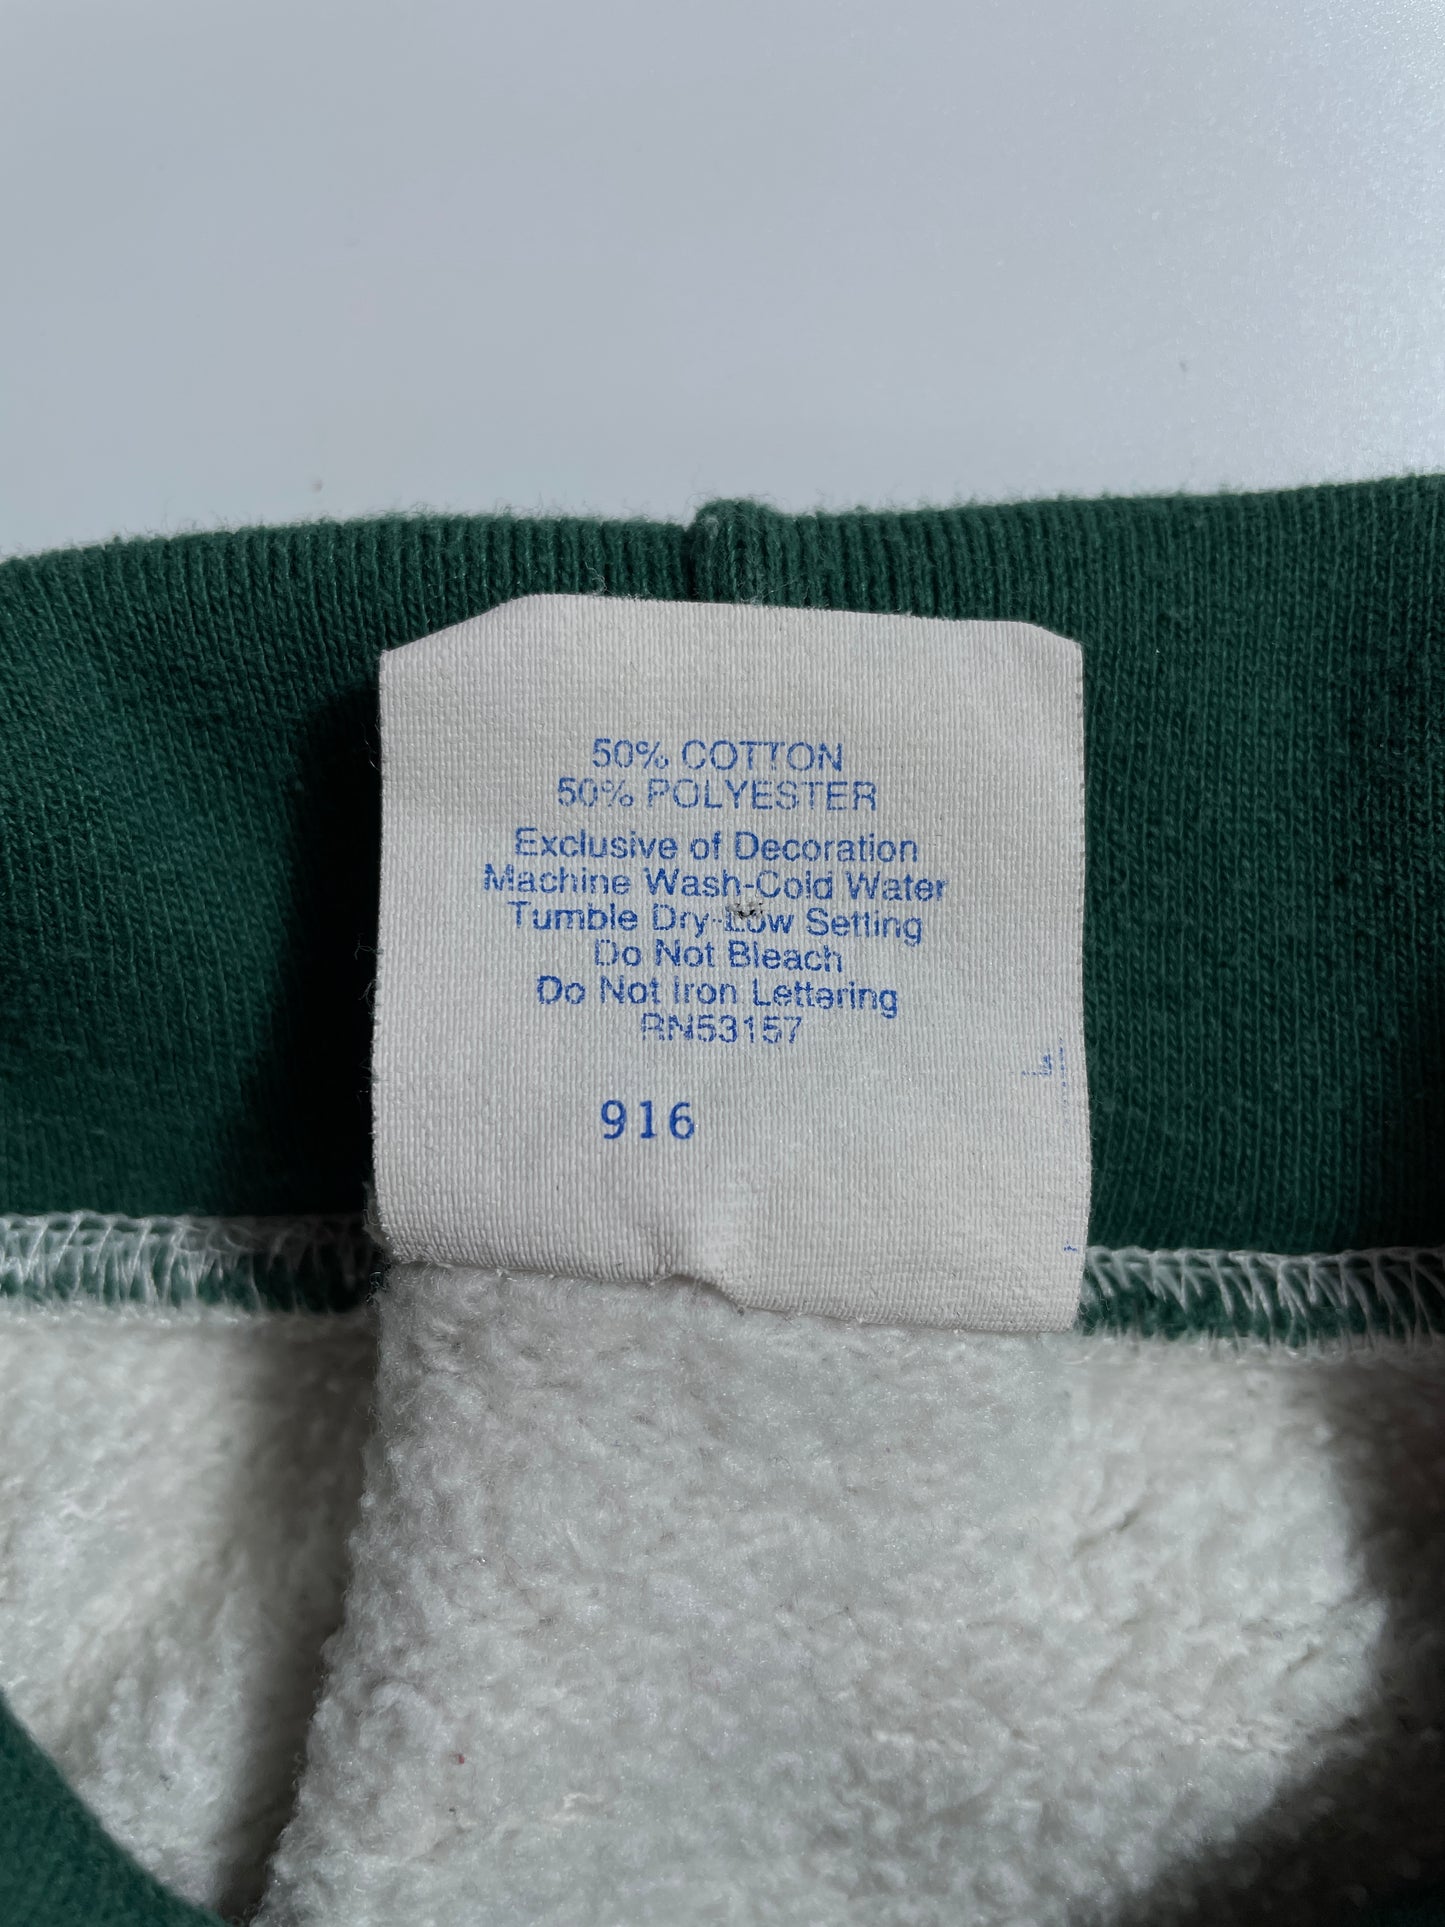 50% COTTON
50% POLYESTER
Exclusive of Decoration
Machine Wash-Cold Water
Tumble Dry-Low Setting
Do Not Bleach
Do Not Iron Lettering
RN53157
916